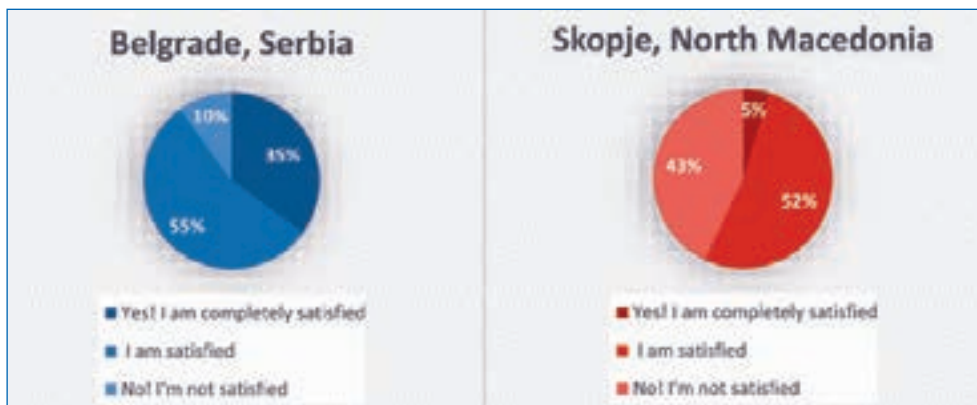 Belgrade, Serbia
10%
35%
55%
Yes! I am completely satisfied
I am satisfied
No! I'm not satisfied
Skopje, North Macedonia
5%
43%
52%
Yes! I am completely satisfied
I am satisfied
No! I'm not satisfied